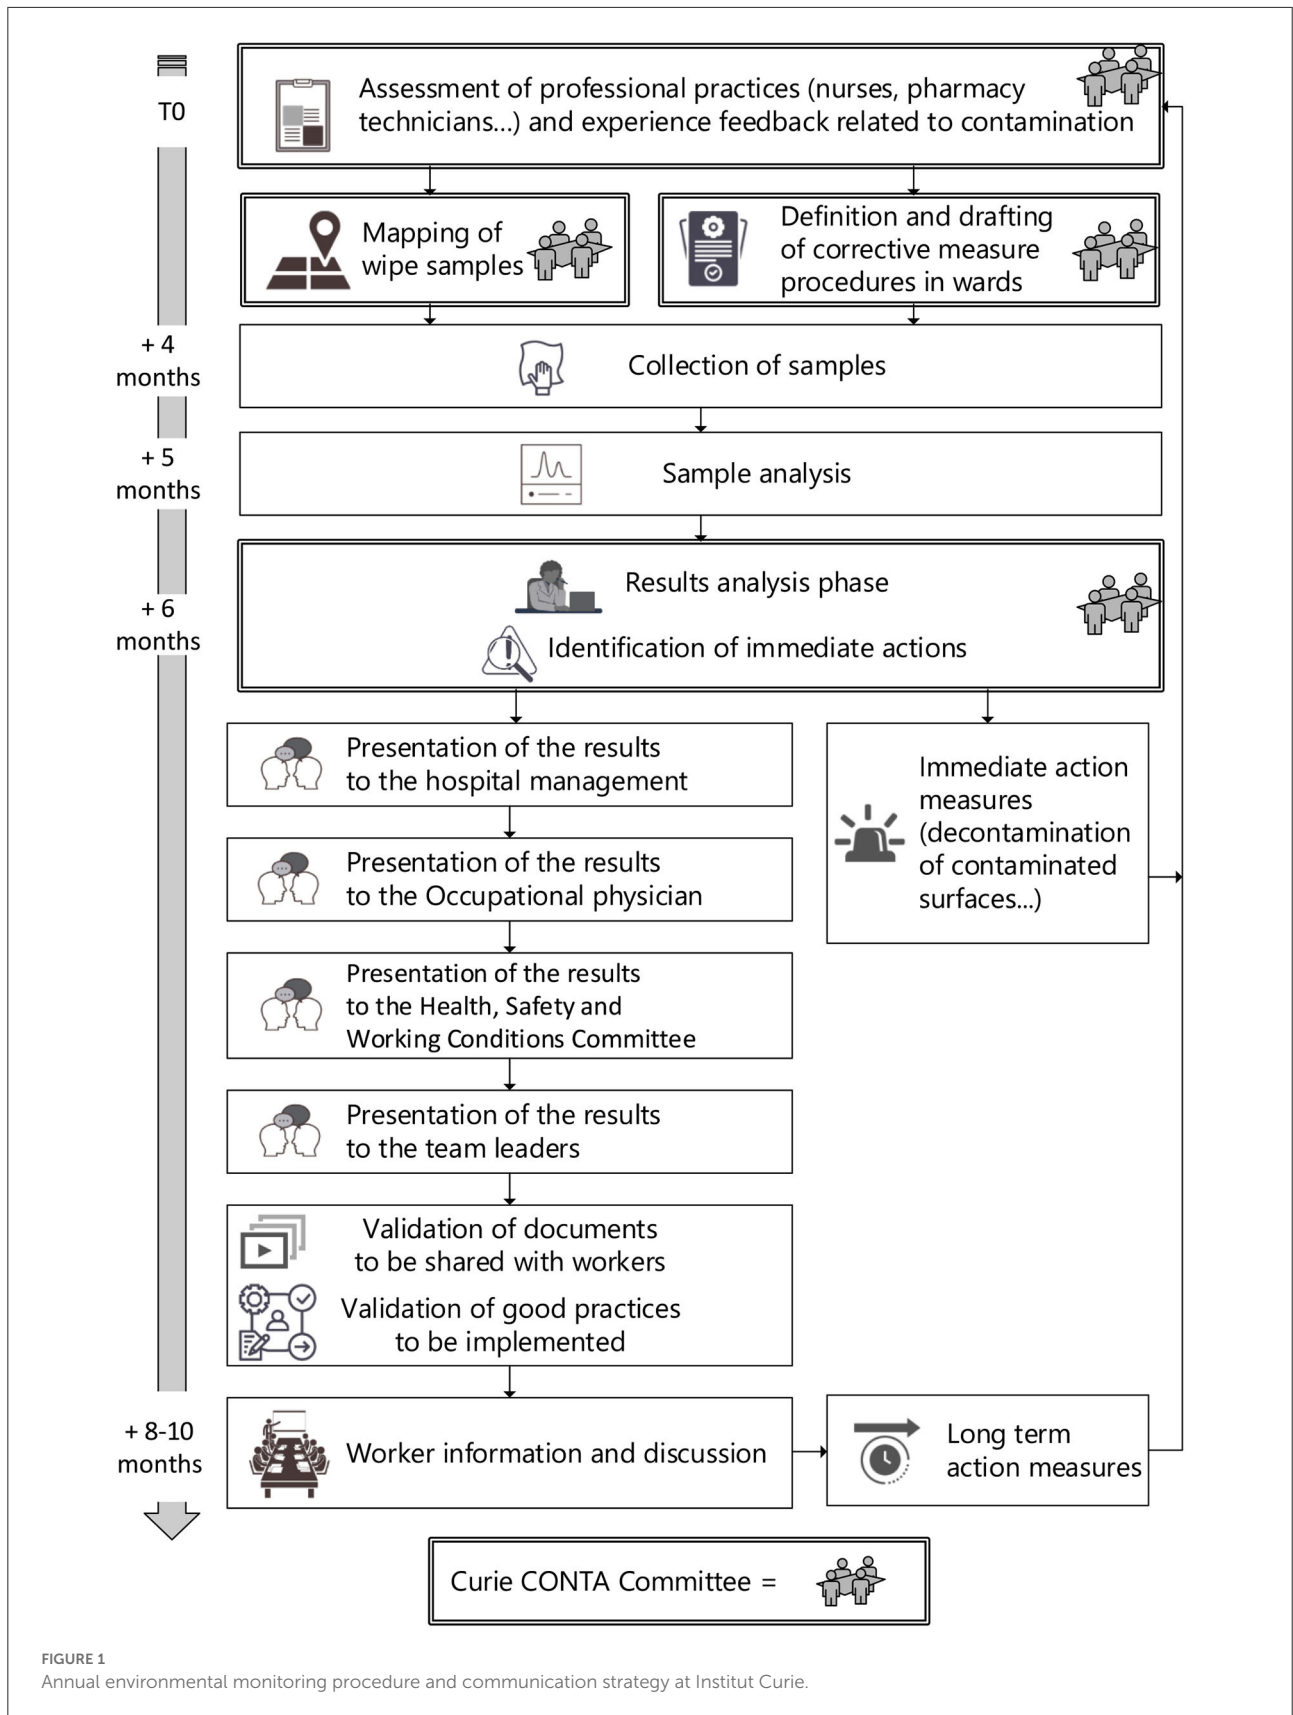 T0
Assessment of professional practices (nurses, pharmacy
technicians...) and experience feedback related to contamination
Mapping of
wipe samples
Definition and drafting
of corrective measure
procedures in wards
+ 4
months
Collection of samples
+ 5
months
Sample analysis
+ 6
months
Results analysis phase
Identification of immediate actions
Presentation of the results
to the hospital management
Immediate action
measures
(decontamination
of contaminated
surfaces...)
Presentation of the results
to the Occupational physician
Presentation of the results
to the Health, Safety and
Working Conditions Committee
Presentation of the results
to the team leaders
Validation of documents
to be shared with workers
Validation of good practices
to be implemented
+ 8-10
months
Worker information and discussion
Long term
action measures
Curie CONTA Committee =
FIGURE 1
Annual environmental monitoring procedure and communication strategy at Institut Curie.